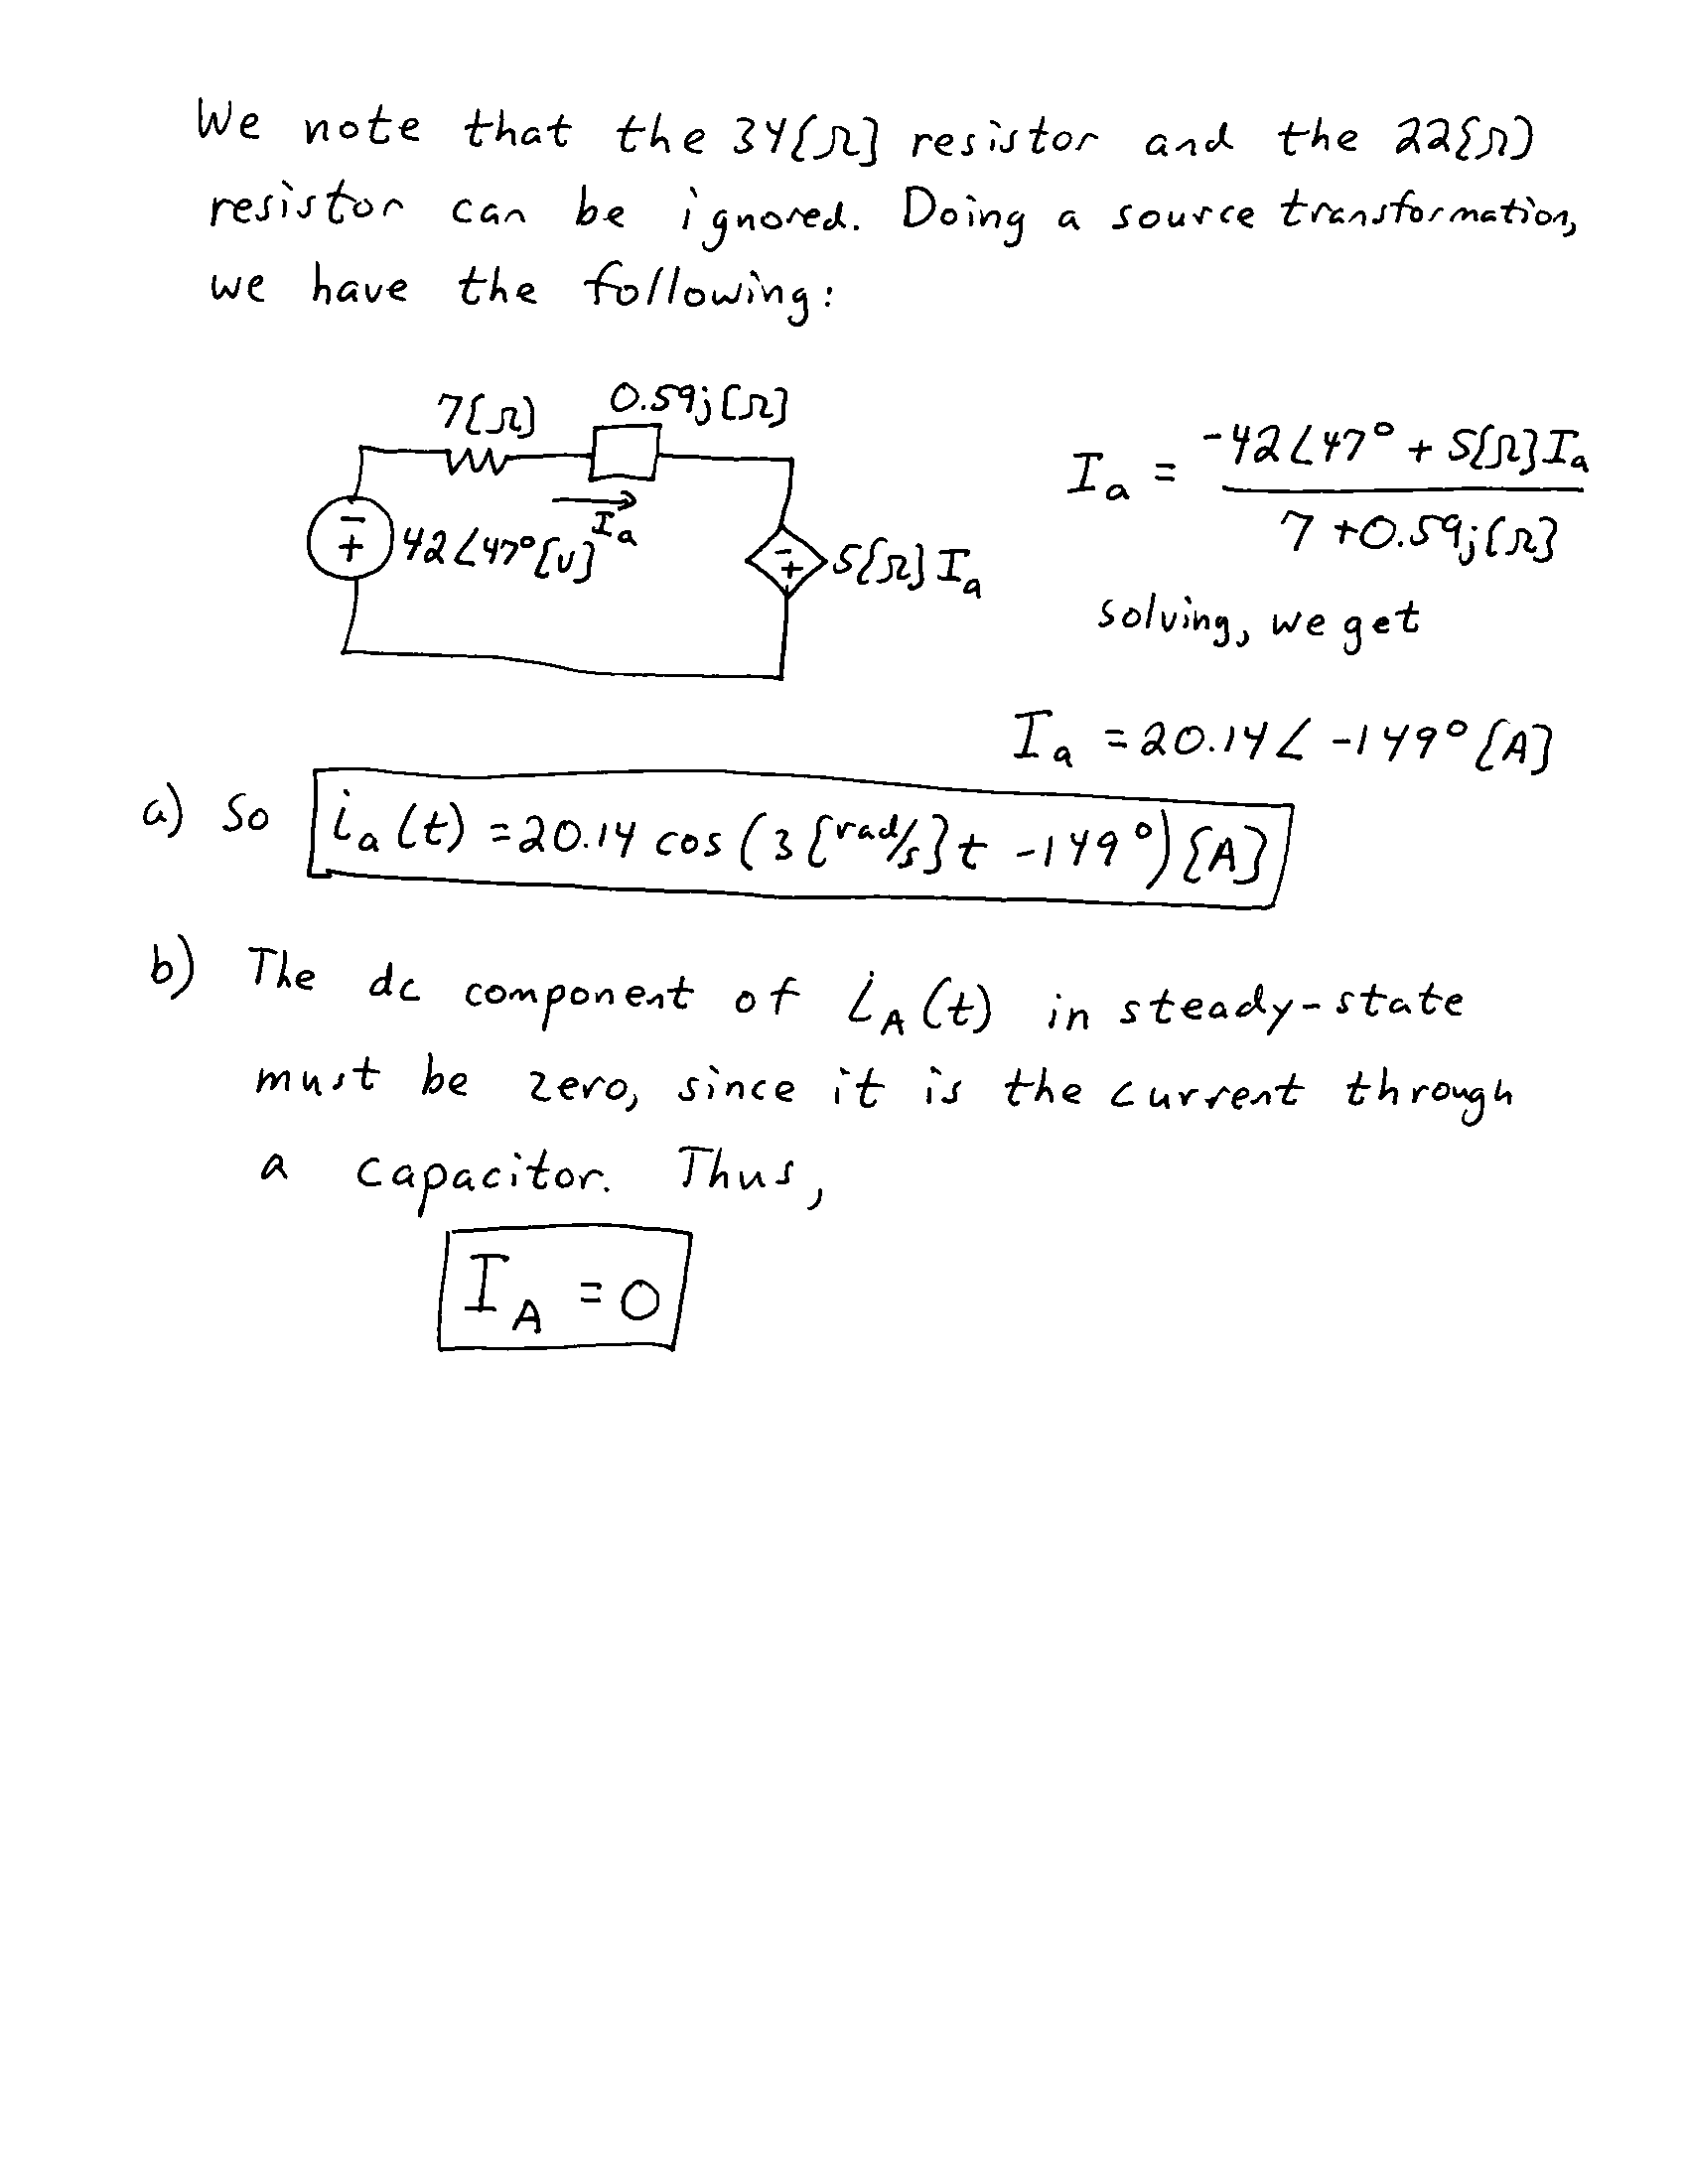 We note that the 34[Ω] resistor and the 22[Ω]
resistor can be ignored. Doing a source transformation,
we have the following:
7[Ω] 0.59j[Ω]
- + 42∠47°[V] Iₐ - + 5[Ω] Iₐ
Iₐ = (-42∠47° + 5[Ω]Iₐ) / (7 + 0.59j[Ω])
solving, we get
Iₐ = 20.14∠-149°[A]
a) So iₐ(t) = 20.14 cos(3[rad/s]t - 149°)[A]
b) The dc component of i_A(t) in steady-state
must be zero, since it is the current through
a capacitor. Thus,
I_A = 0